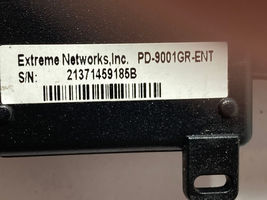 Extreme Networks,Inc. PD-9001GR-ENT
S/N: 21371459185B